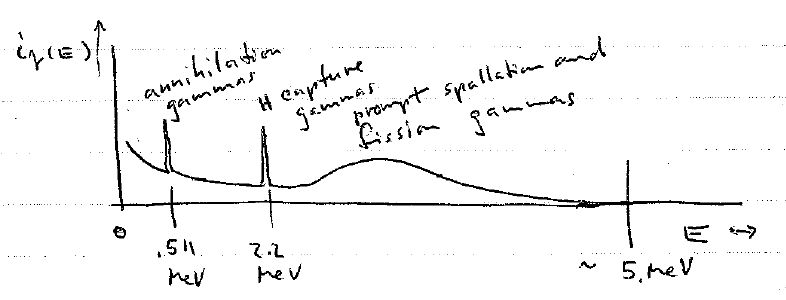 iγ(E)
annihilation
gammas
H capture
gammas
prompt spallation and
fission gammas
0
.511
MeV
2.2
MeV
~ 5. MeV
E →